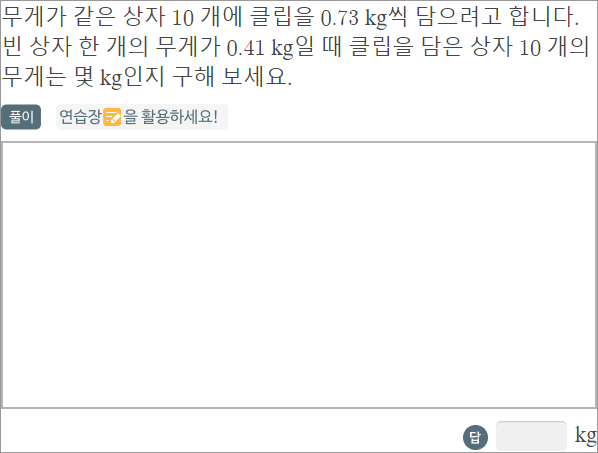 무게가 같은 상자 10 개에 클립을 0.73 kg씩 담으려고 합니다.
빈 상자 한 개의 무게가 0.41 kg일 때 클립을 담은 상자 10 개의
무게는 몇 kg인지 구해 보세요.
풀이 연습장을 활용하세요!
답 kg